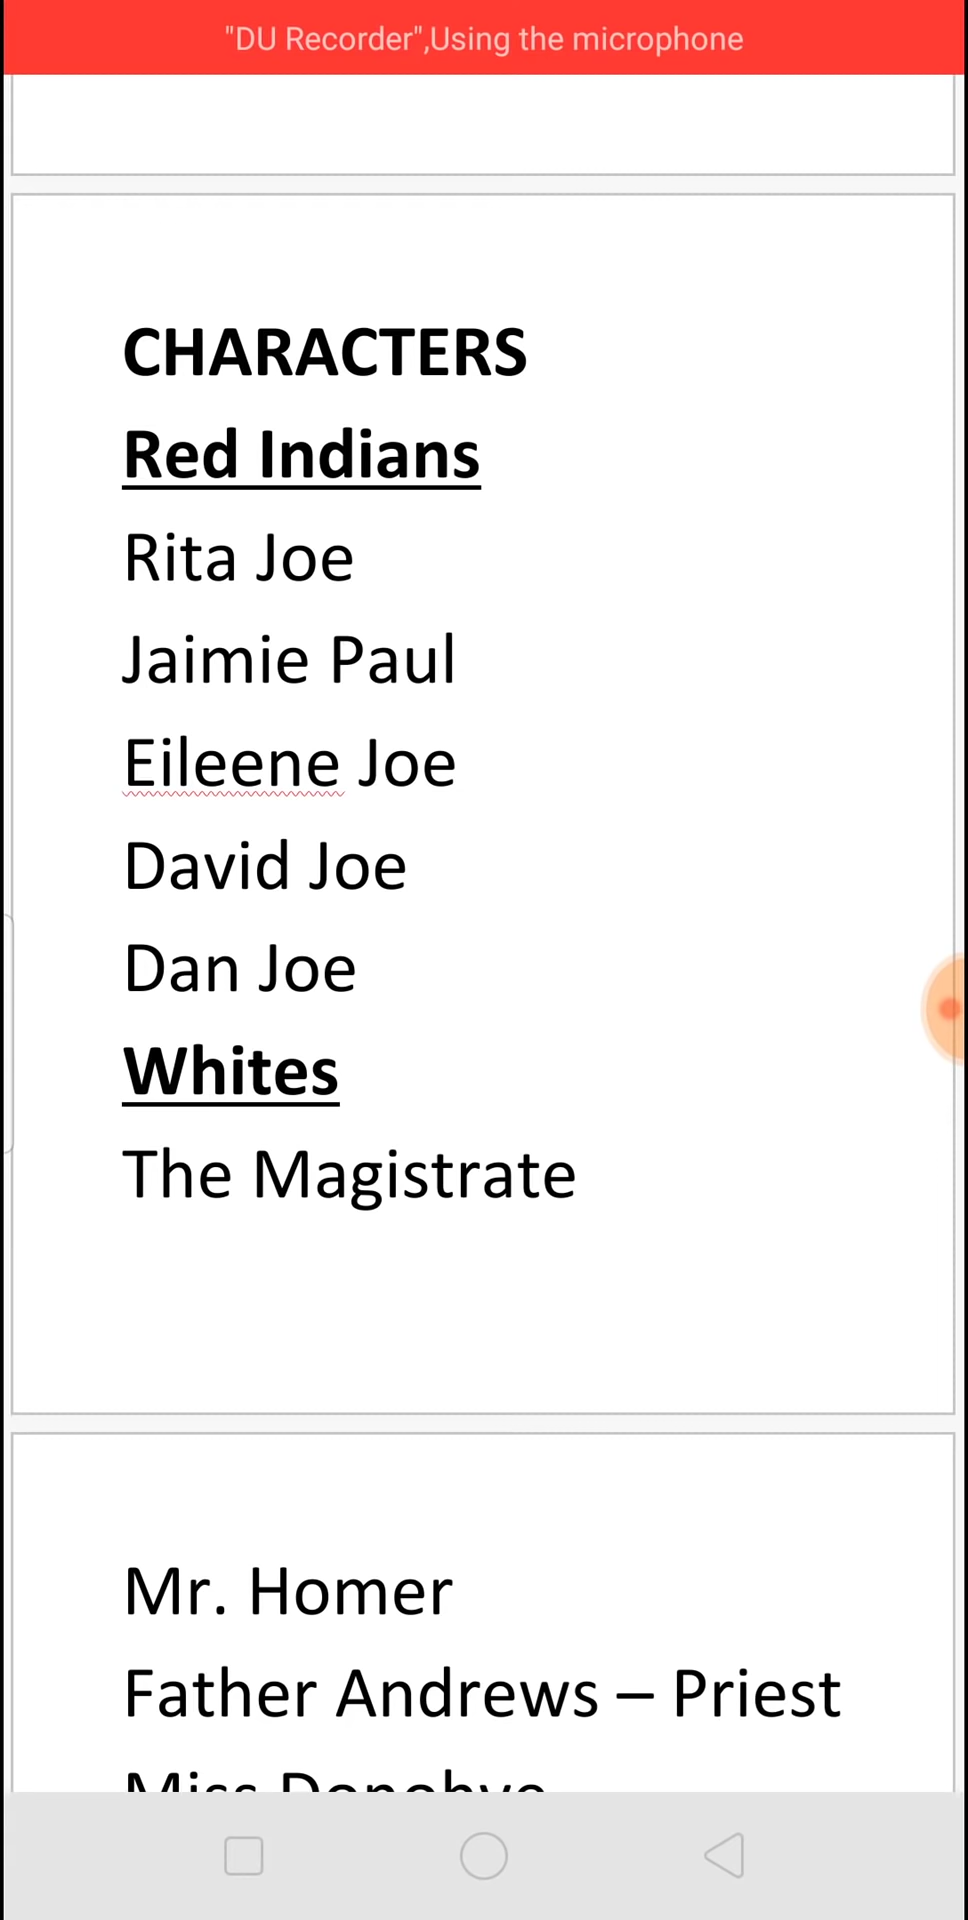 "DU Recorder",Using the microphone
CHARACTERS
Red Indians
Rita Joe
Jaimie Paul
Eileene Joe
David Joe
Dan Joe
Whites
The Magistrate
Mr. Homer
Father Andrews – Priest
Miss